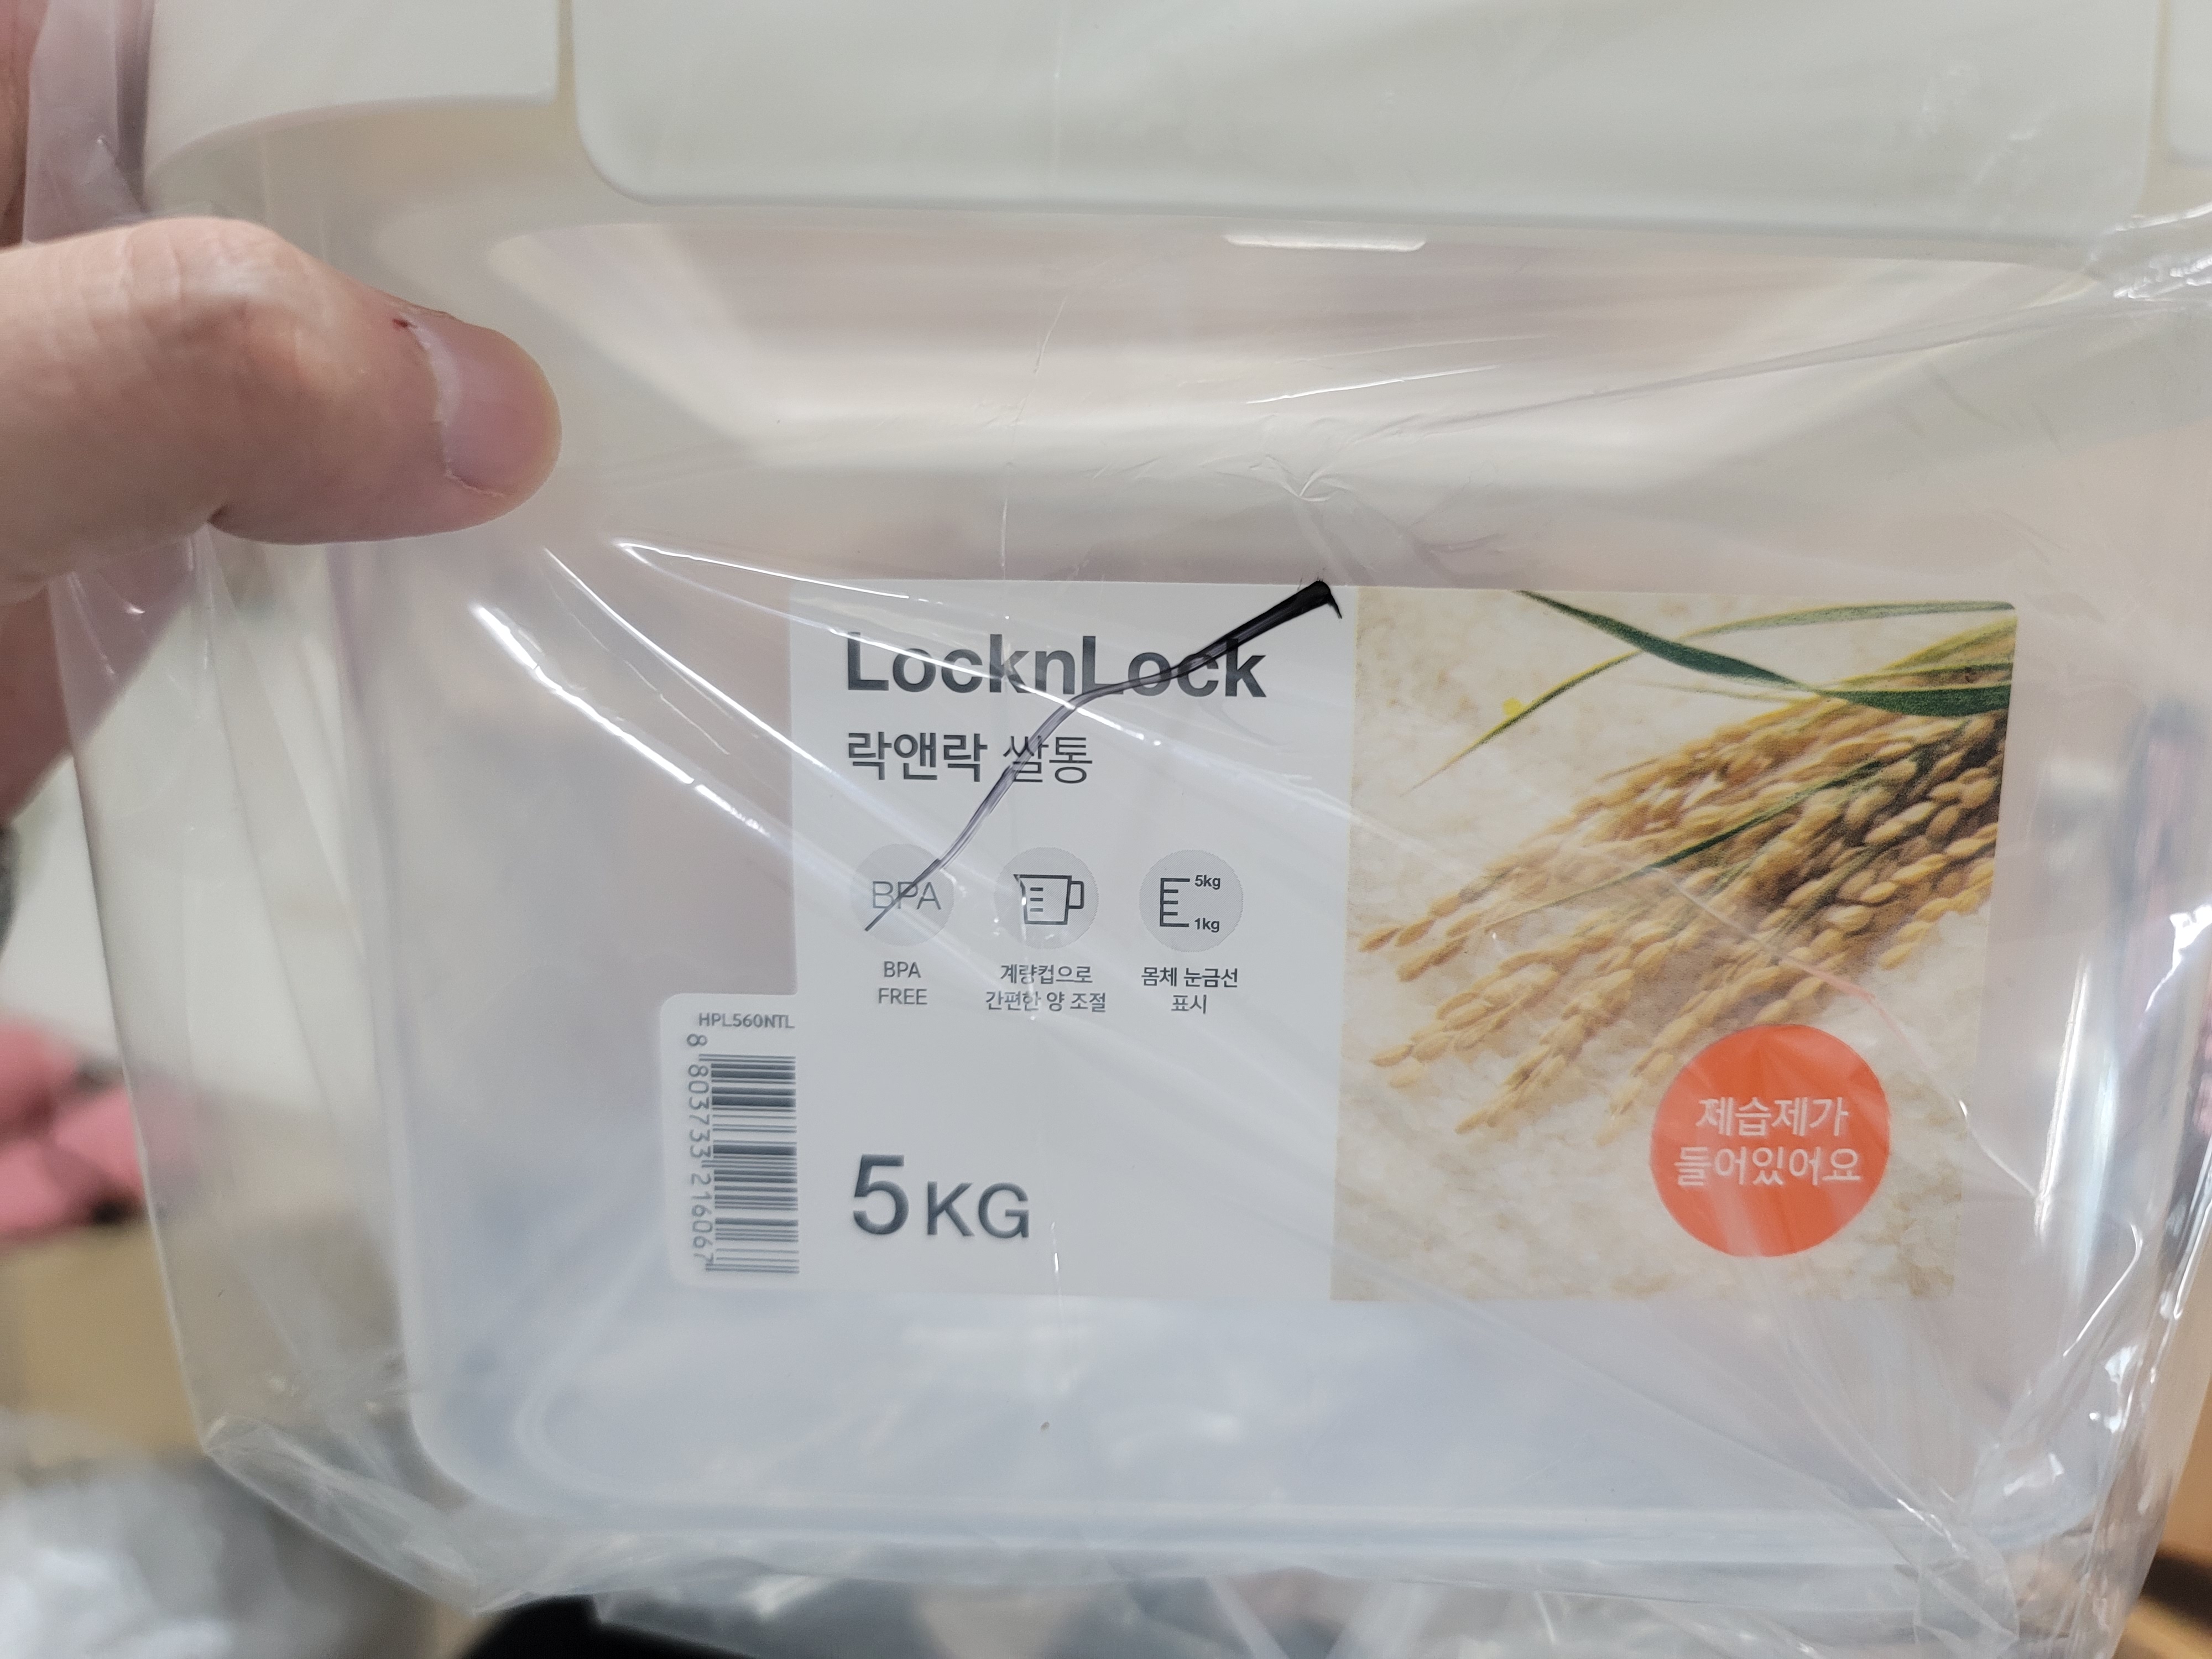 LocknLock
락앤락 쌀통
BPA
5kg
1kg
BPA
FREE
계량컵으로
간편한 양 조절
몸체 눈금선
표시
HPL560NTL
8 803733 216067
5KG
제습제가
들어있어요